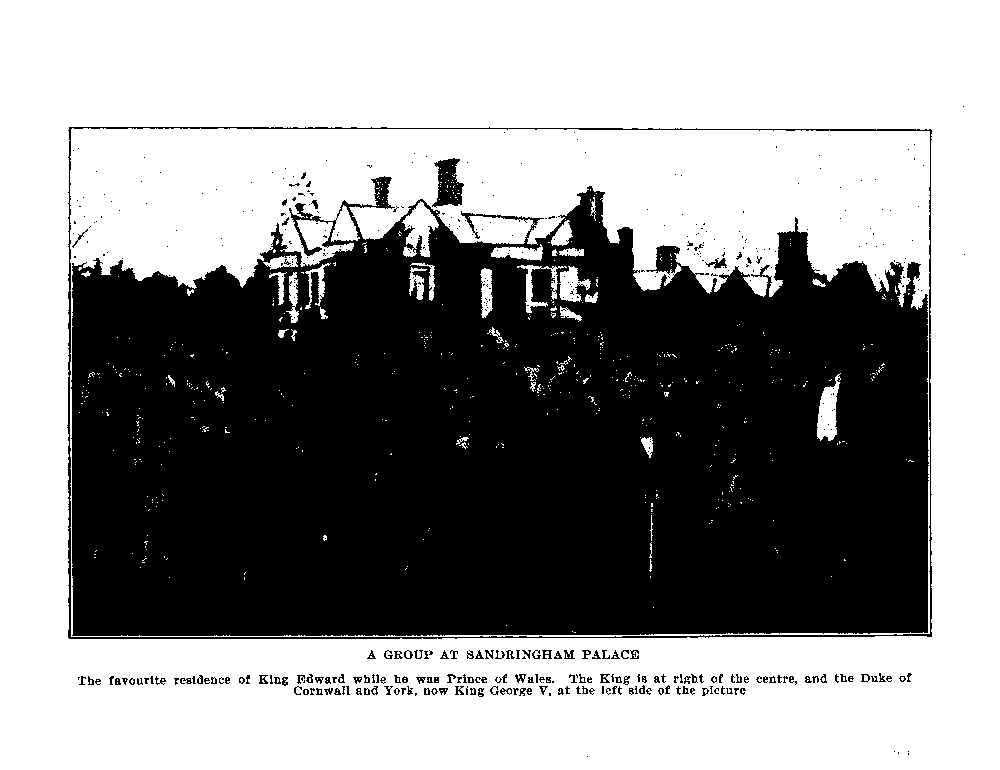 A GROUP AT SANDRINGHAM PALACE
The favourite residence of King Edward while he was Prince of Wales. The King is at right of the centre, and the Duke of
Cornwall and York, now King George V, at the left side of the picture